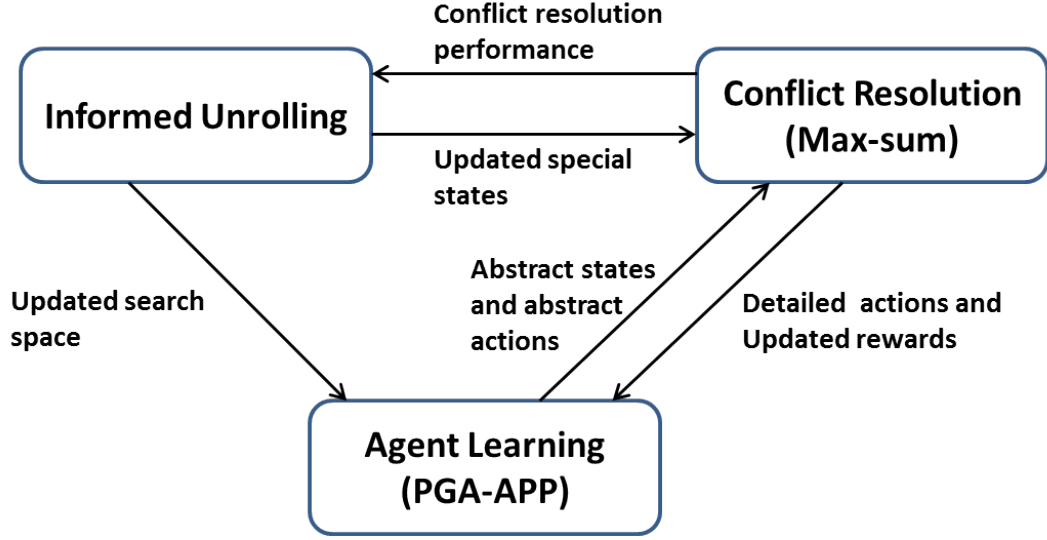 Conflict resolution
performance
Informed Unrolling
Conflict Resolution
(Max-sum)
Updated special
states
Updated search
space
Abstract states
and abstract
actions
Detailed actions and
Updated rewards
Agent Learning
(PGA-APP)